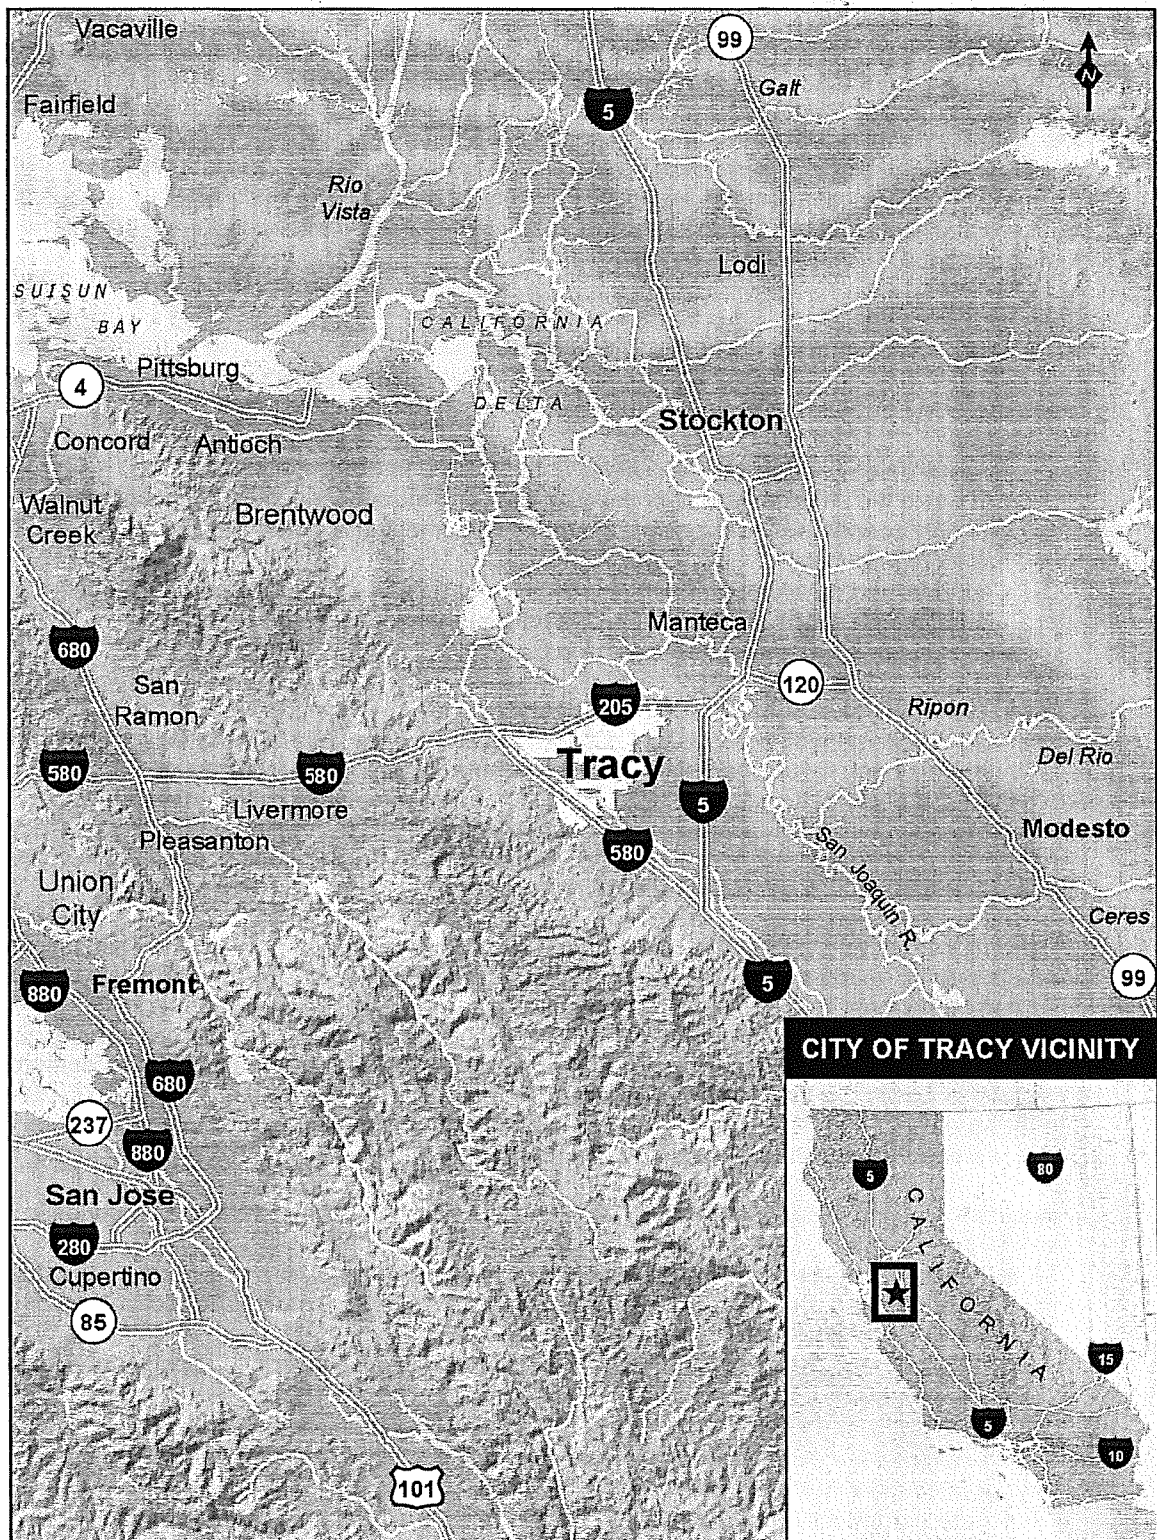 Vacaville
99
N
Galt
Fairfield
5
Rio
Vista
Lodi
SUISUN
BAY
CALIFORNIA
Pittsburg
4
DELTA
Stockton
Concord
Antioch
Walnut
Creek
Brentwood
Manteca
680
120
San
Ramon
205
Ripon
Del Rio
580
580
Tracy
Livermore
5
Pleasanton
580
Modesto
San Joaquin R.
Union
City
Ceres
880
Fremont
5
99
CITY OF TRACY VICINITY
680
237
880
5
80
San Jose
CALIFORNIA
280
Cupertino
85
15
5
10
101